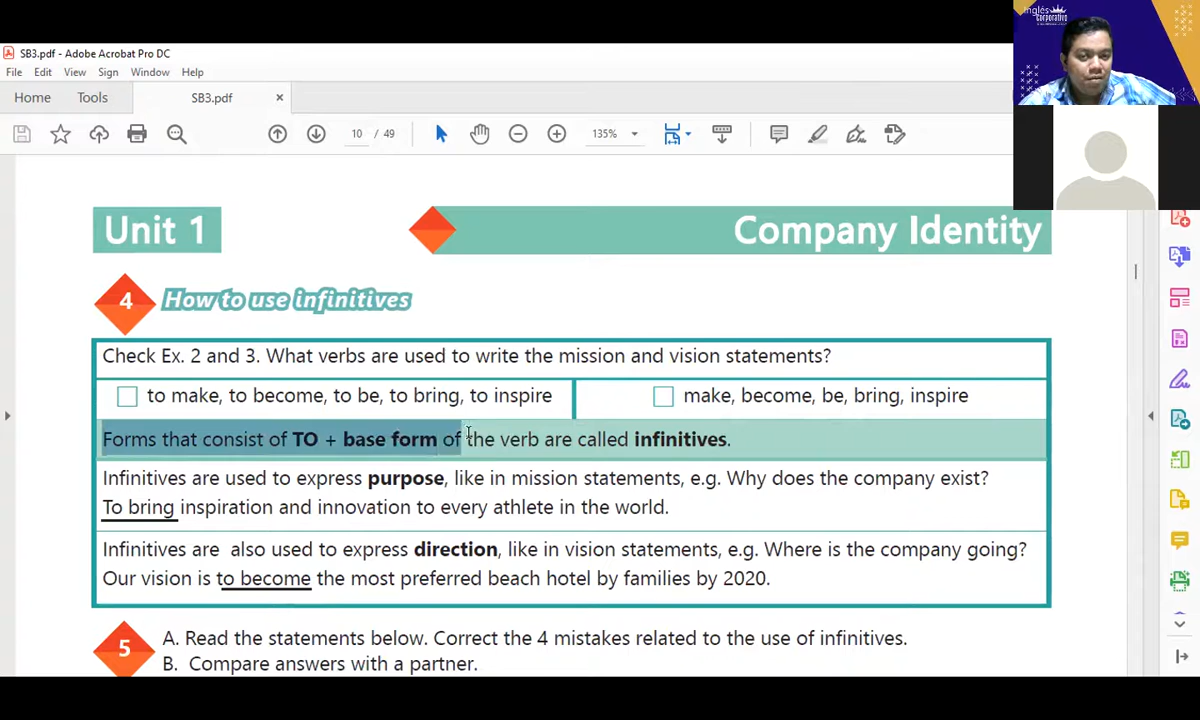 Inglés
Corporativo
SB3.pdf - Adobe Acrobat Pro DC
File Edit View Sign Window Help
Home Tools SB3.pdf ×
10 / 49 135%
Unit 1 Company Identity
4 How to use infinitives
Check Ex. 2 and 3. What verbs are used to write the mission and vision statements?
to make, to become, to be, to bring, to inspire make, become, be, bring, inspire
Forms that consist of TO + base form of the verb are called infinitives.
Infinitives are used to express purpose, like in mission statements, e.g. Why does the company exist?
To bring inspiration and innovation to every athlete in the world.
Infinitives are also used to express direction, like in vision statements, e.g. Where is the company going?
Our vision is to become the most preferred beach hotel by families by 2020.
5 A. Read the statements below. Correct the 4 mistakes related to the use of infinitives.
B. Compare answers with a partner.